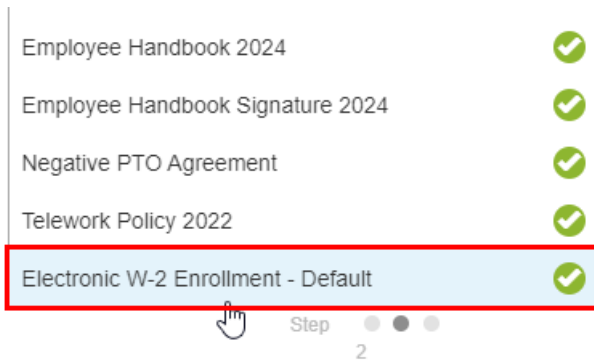 Employee Handbook 2024
Employee Handbook Signature 2024
Negative PTO Agreement
Telework Policy 2022
Electronic W-2 Enrollment - Default
Step
2